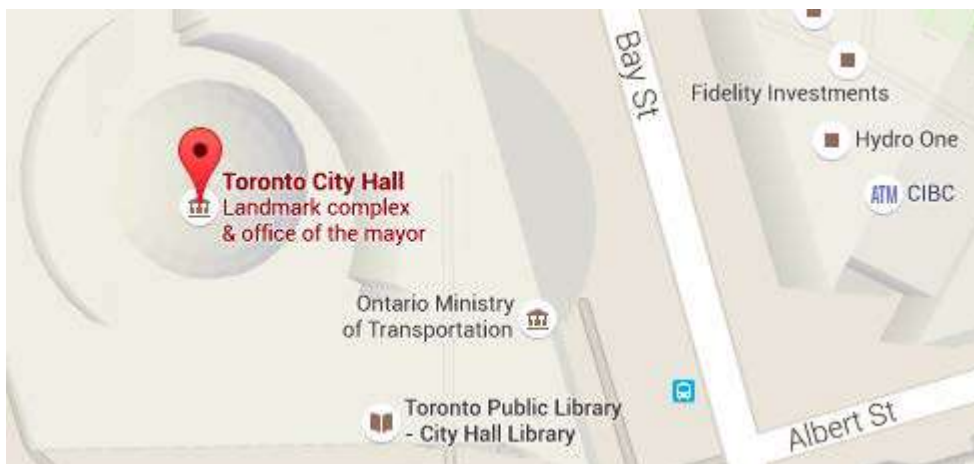 Bay St
Fidelity Investments
Hydro One
ATM CIBC
Toronto City Hall
Landmark complex
& office of the mayor
Ontario Ministry
of Transportation
Toronto Public Library
- City Hall Library
Albert St